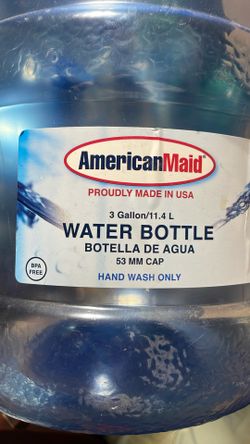 AmericanMaid®
PROUDLY MADE IN USA
3 Gallon/11.4 L
WATER BOTTLE
BOTELLA DE AGUA
53 MM CAP
BPA
FREE
HAND WASH ONLY